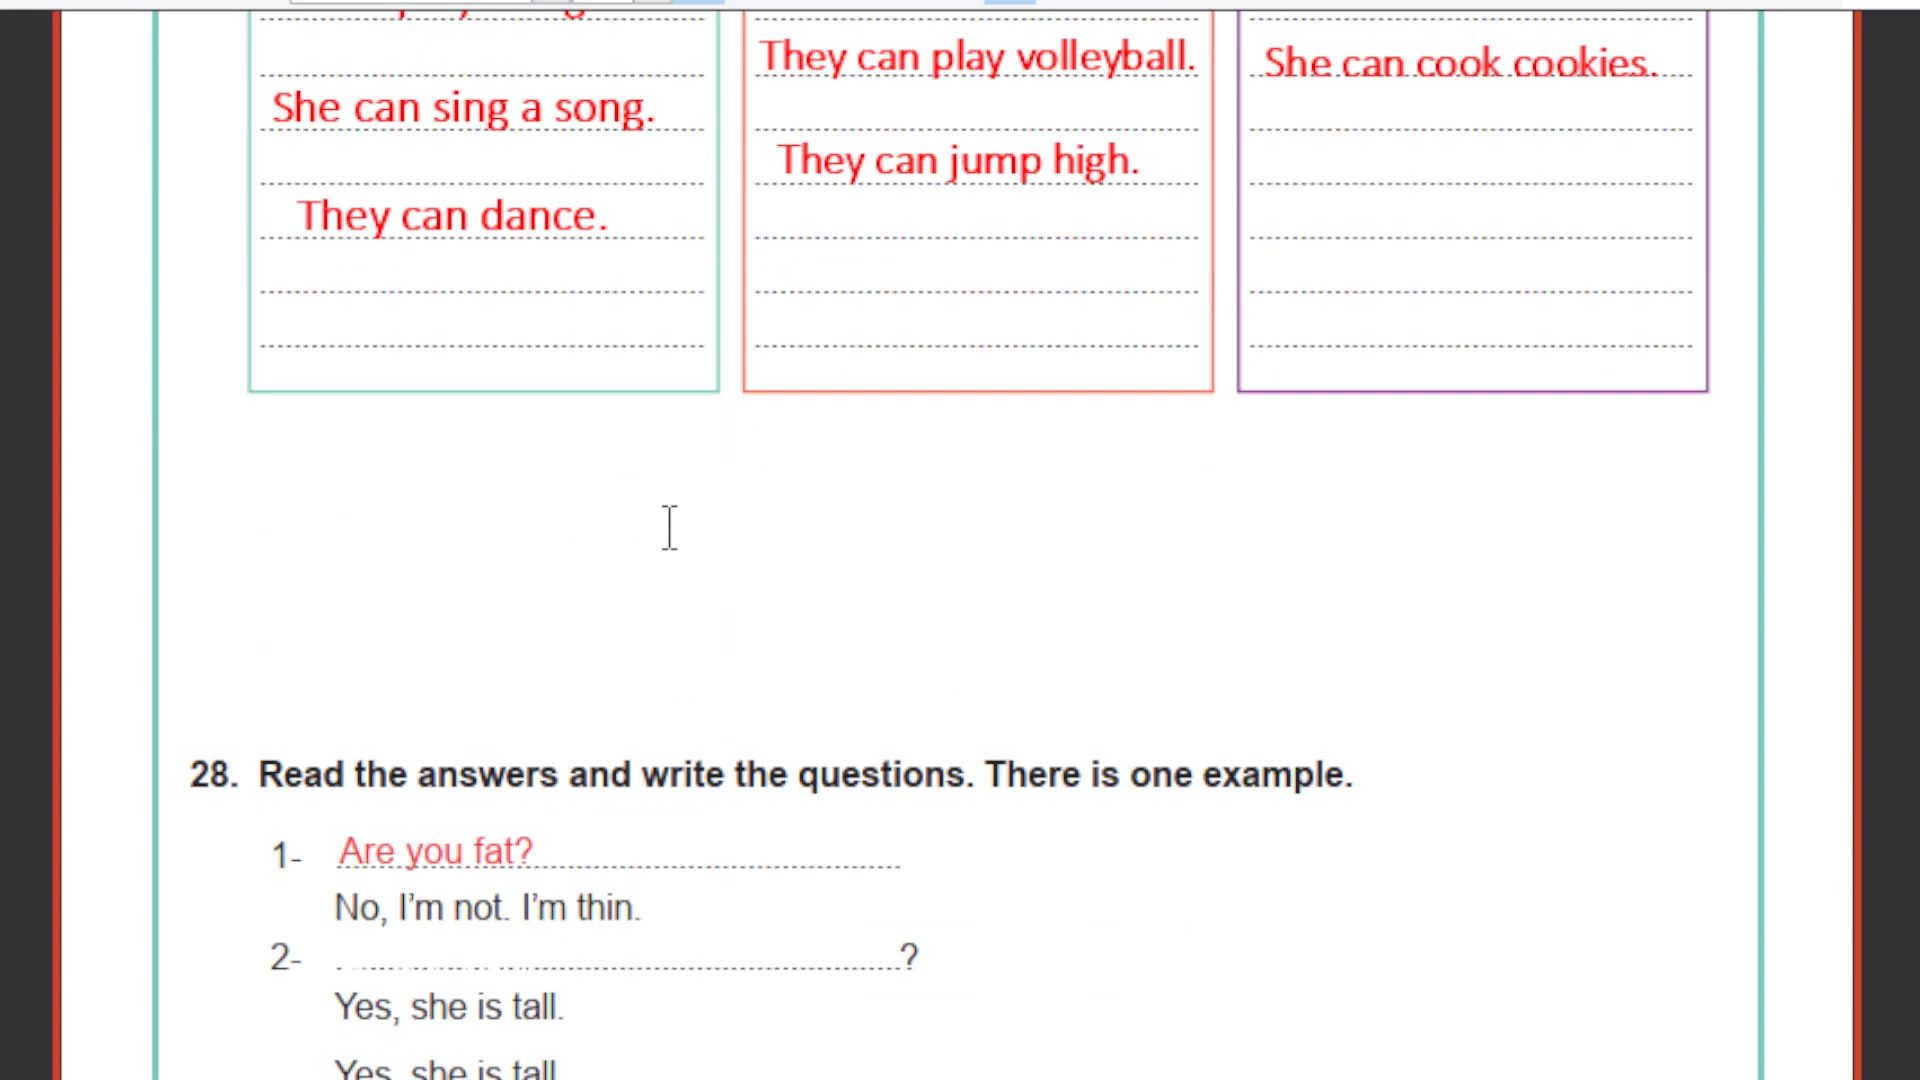 She can sing a song.
They can dance.
They can play volleyball.
They can jump high.
She can cook cookies.
28. Read the answers and write the questions. There is one example.
1- Are you fat?
No, I'm not. I'm thin.
2- ?
Yes, she is tall.
Yes, she is tall